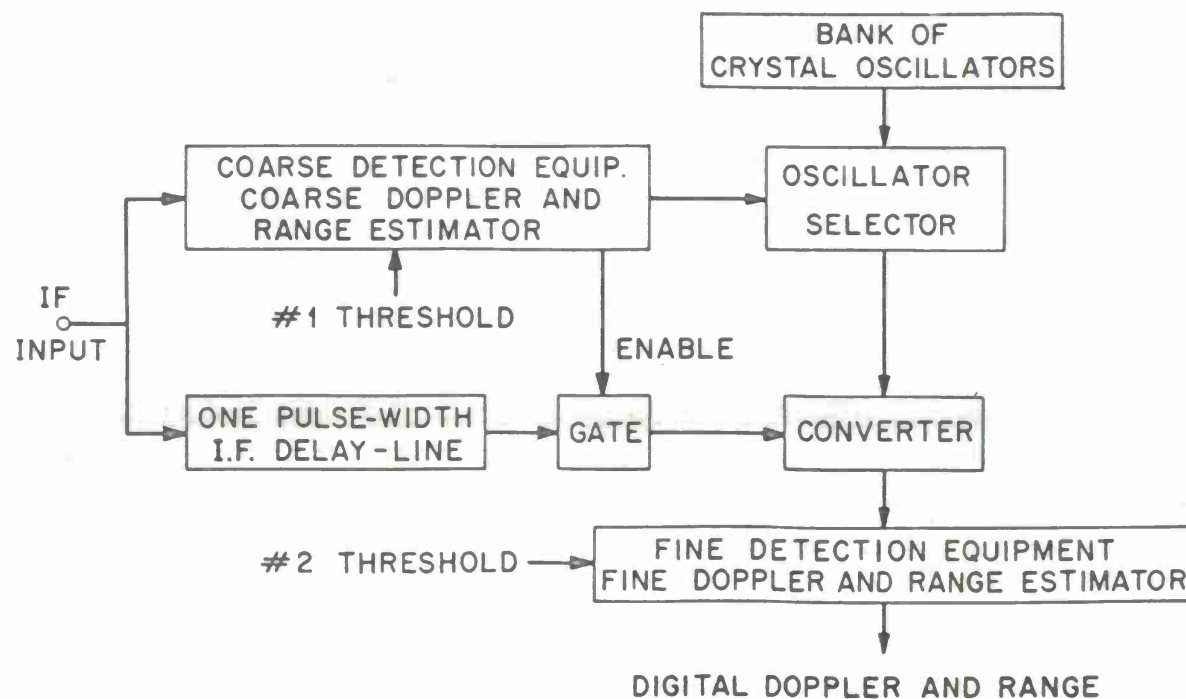 BANK OF
CRYSTAL OSCILLATORS
COARSE DETECTION EQUIP.
COARSE DOPPLER AND
RANGE ESTIMATOR
OSCILLATOR
SELECTOR
IF
INPUT
#1 THRESHOLD
ENABLE
ONE PULSE-WIDTH
I.F. DELAY-LINE
GATE
CONVERTER
#2 THRESHOLD
FINE DETECTION EQUIPMENT
FINE DOPPLER AND RANGE ESTIMATOR
DIGITAL DOPPLER AND RANGE